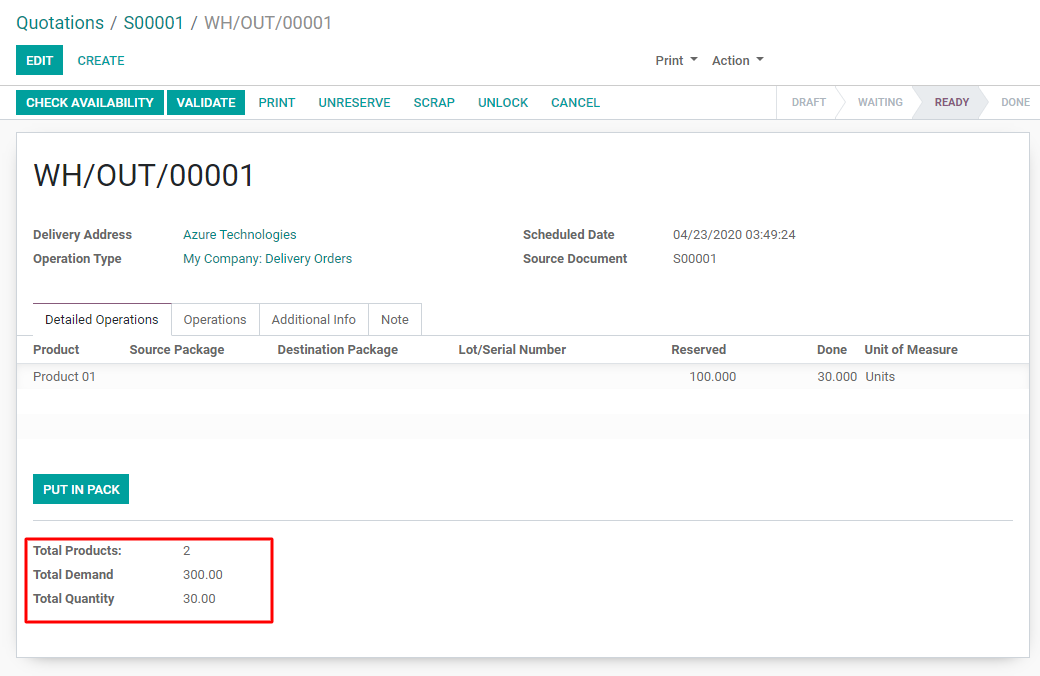 Quotations / S00001 / WH/OUT/00001
EDIT CREATE Print Action
CHECK AVAILABILITY VALIDATE PRINT UNRESERVE SCRAP UNLOCK CANCEL DRAFT WAITING READY DONE
WH/OUT/00001
Delivery Address Azure Technologies Scheduled Date 04/23/2020 03:49:24
Operation Type My Company: Delivery Orders Source Document S00001
Detailed Operations Operations Additional Info Note
Product Source Package Destination Package Lot/Serial Number Reserved Done Unit of Measure
Product 01 100.000 30.000 Units
PUT IN PACK
Total Products: 2
Total Demand 300.00
Total Quantity 30.00